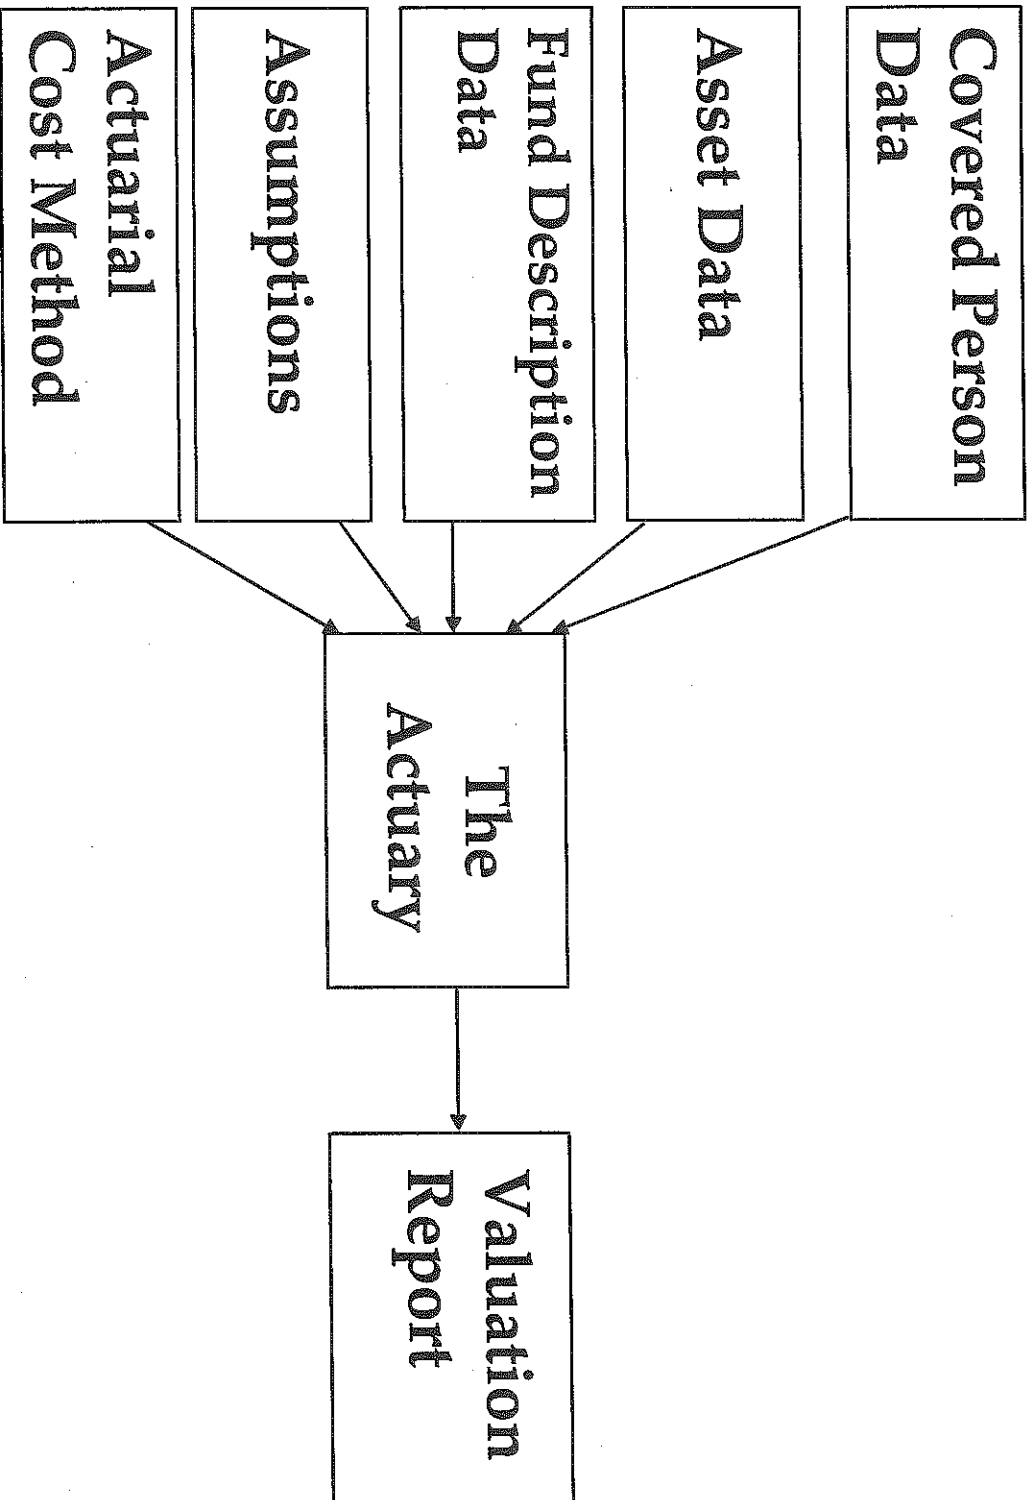 Covered Person
Data
Asset Data
Fund Description
Data
Assumptions
Actuarial
Cost Method
The
Actuary
Valuation
Report